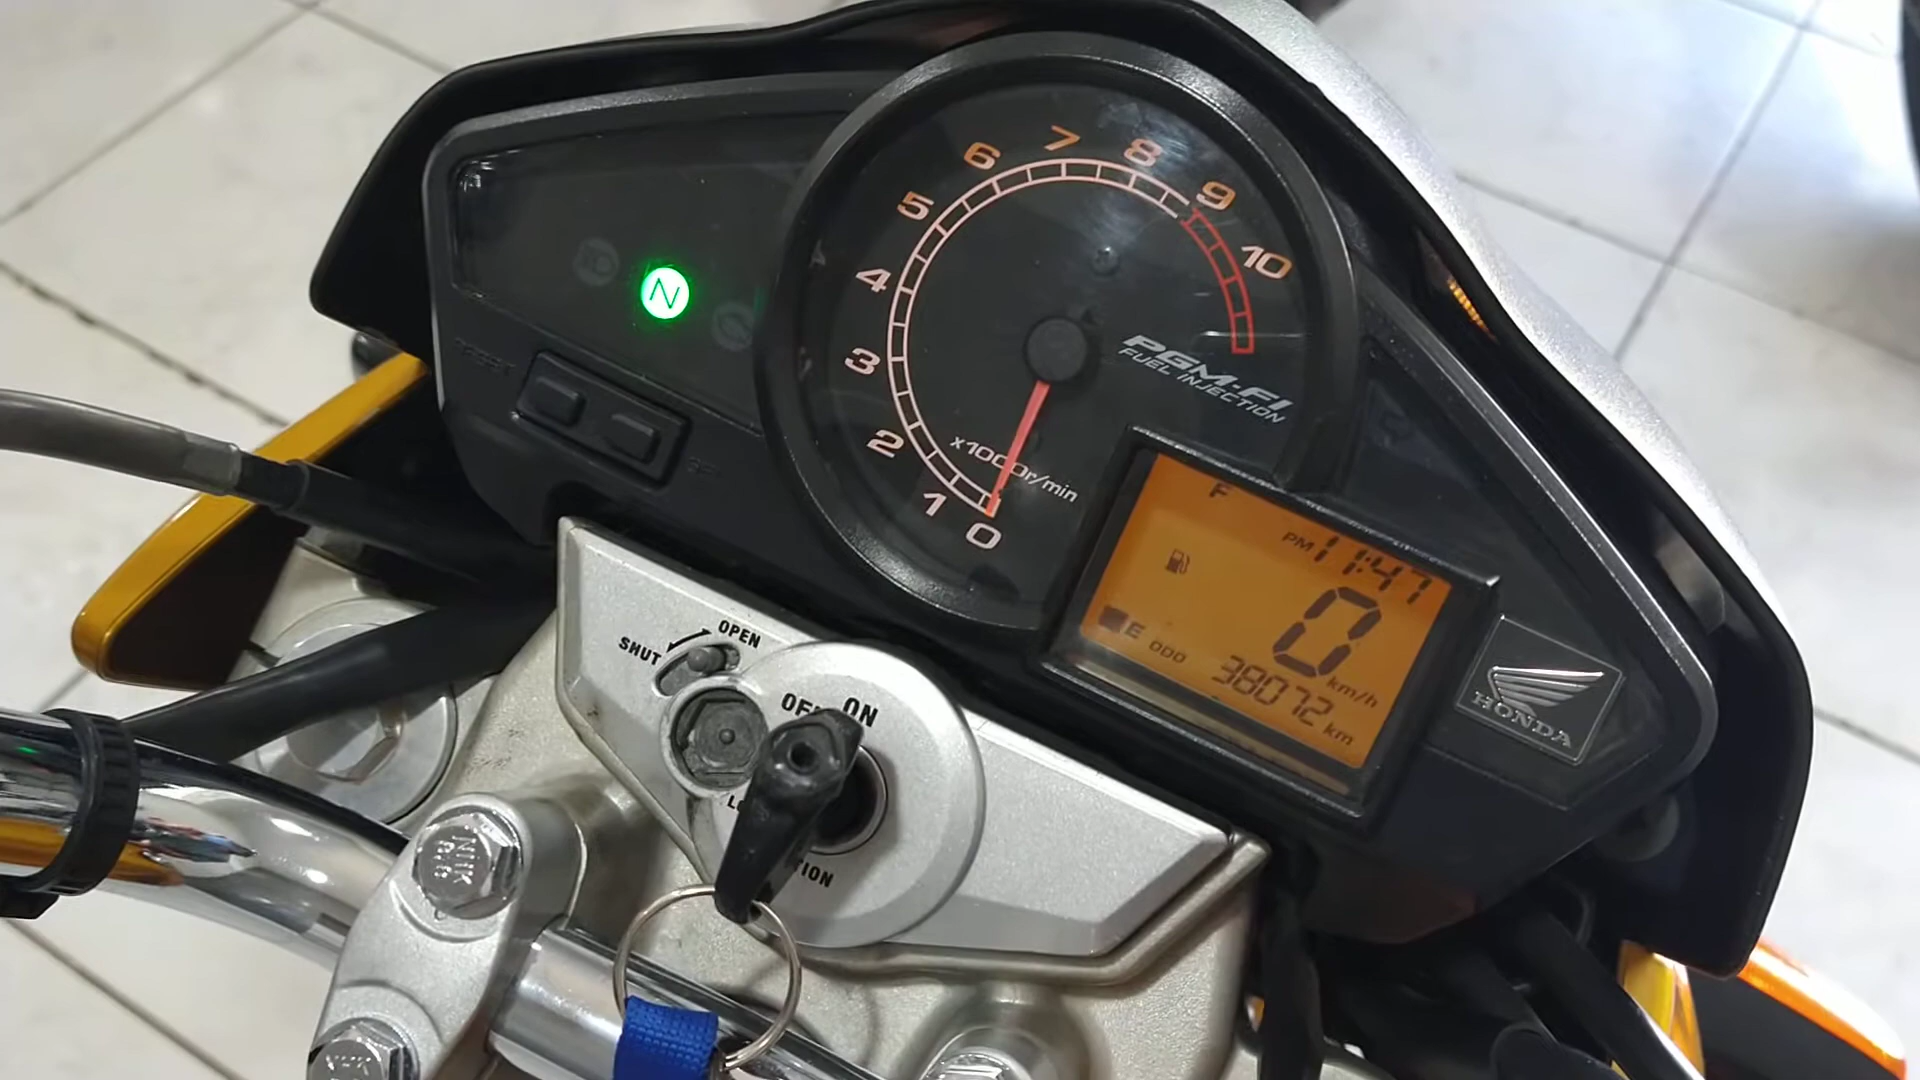 N
0
1
2
3
4
5
6
7
8
9
10
x1000r/min
PGM-FI
FUEL INJECTION
F
PM 11:47
0
km/h
E
ODO 38072 km
HONDA
OPEN
SHUT
ON